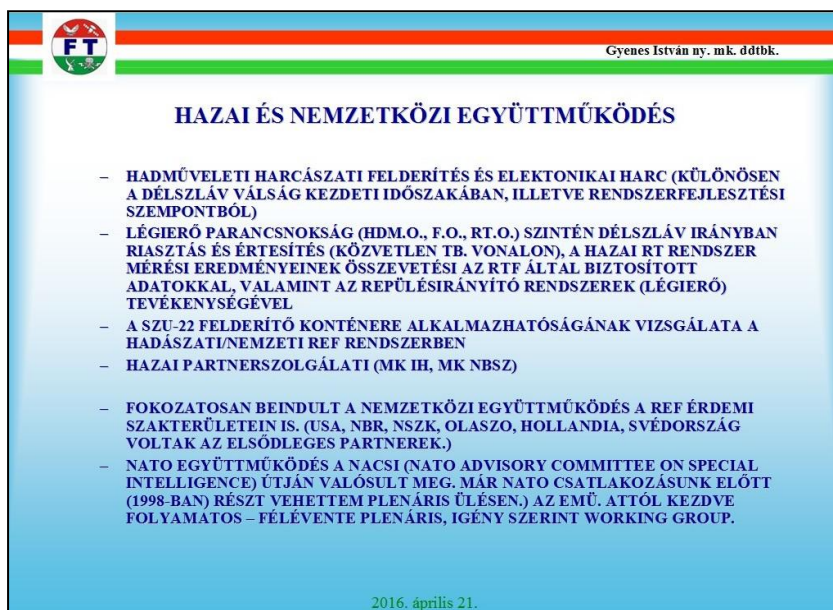 FT
Gyenes István ny. mk. ddtbk.
HAZAI ÉS NEMZETKÖZI EGYÜTTMŰKÖDÉS
– HADMŰVELETI HARCÁSZATI FELDERÍTÉS ÉS ELEKTONIKAI HARC (KÜLÖNÖSEN
A DÉLSZLÁV VÁLSÁG KEZDETI IDŐSZAKÁBAN, ILLETVE RENDSZERFEJLESZTÉSI
SZEMPONTBÓL)
– LÉGIERŐ PARANCSNOKSÁG (HDM.O., F.O., RT.O.) SZINTÉN DÉLSZLÁV IRÁNYBAN
RIASZTÁS ÉS ÉRTESÍTÉS (KÖZVETLEN TB. VONALON), A HAZAI RT RENDSZER
MÉRÉSI EREDMÉNYEINEK ÖSSZEVETÉSI AZ RTF ÁLTAL BIZTOSÍTOTT
ADATOKKAL, VALAMINT AZ REPÜLÉSIRÁNYÍTÓ RENDSZEREK (LÉGIERŐ)
TEVÉKENYSÉGÉVEL
– A SZU-22 FELDERÍTŐ KONTÉNERE ALKALMAZHATÓSÁGÁNAK VIZSGÁLATA A
HADÁSZATI/NEMZETI REF RENDSZERBEN
– HAZAI PARTNERSZOLGÁLATI (MK IH, MK NBSZ)
– FOKOZATOSAN BEINDULT A NEMZETKÖZI EGYÜTTMŰKÖDÉS A REF ÉRDEMI
SZAKTERÜLETEIN IS. (USA, NBR, NSZK, OLASZO, HOLLANDIA, SVÉDORSZÁG
VOLTAK AZ ELSŐDLEGES PARTNEREK.)
– NATO EGYÜTTMŰKÖDÉS A NACSI (NATO ADVISORY COMMITTEE ON SPECIAL
INTELLIGENCE) ÚTJÁN VALÓSULT MEG. MÁR NATO CSATLAKOZÁSUNK ELŐTT
(1998-BAN) RÉSZT VEHETTEM PLENÁRIS ÜLÉSEN.) AZ EMÜ. ATTÓL KEZDVE
FOLYAMATOS – FÉLÉVENTE PLENÁRIS, IGÉNY SZERINT WORKING GROUP.
2016. április 21.